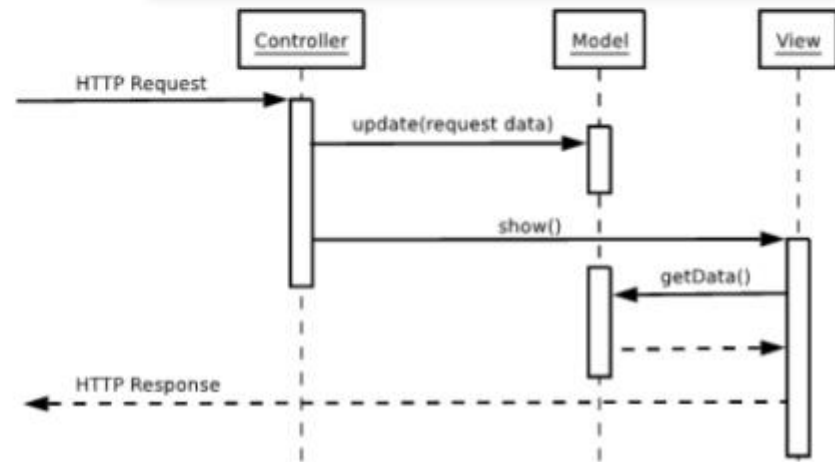 Controller
Model
View
HTTP Request
update(request data)
show()
getData()
HTTP Response